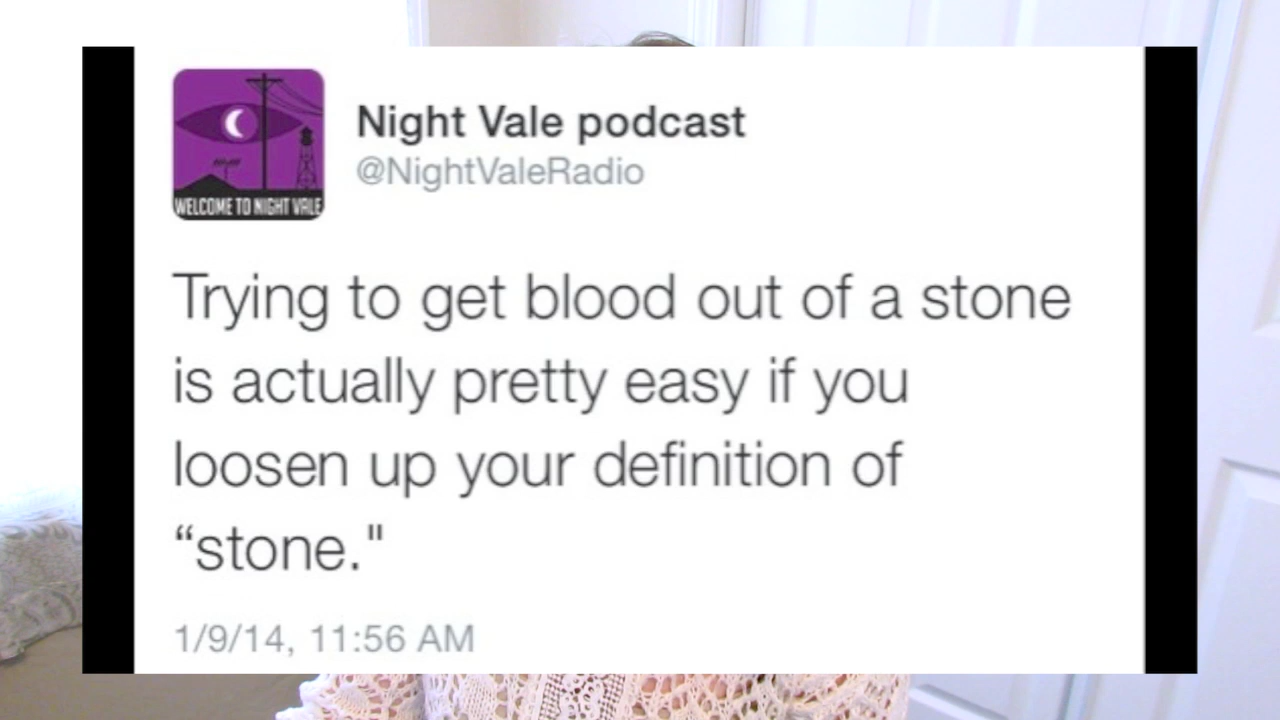 WELCOME TO NIGHT VALE
Night Vale podcast
@NightValeRadio
Trying to get blood out of a stone
is actually pretty easy if you
loosen up your definition of
“stone."
1/9/14, 11:56 AM